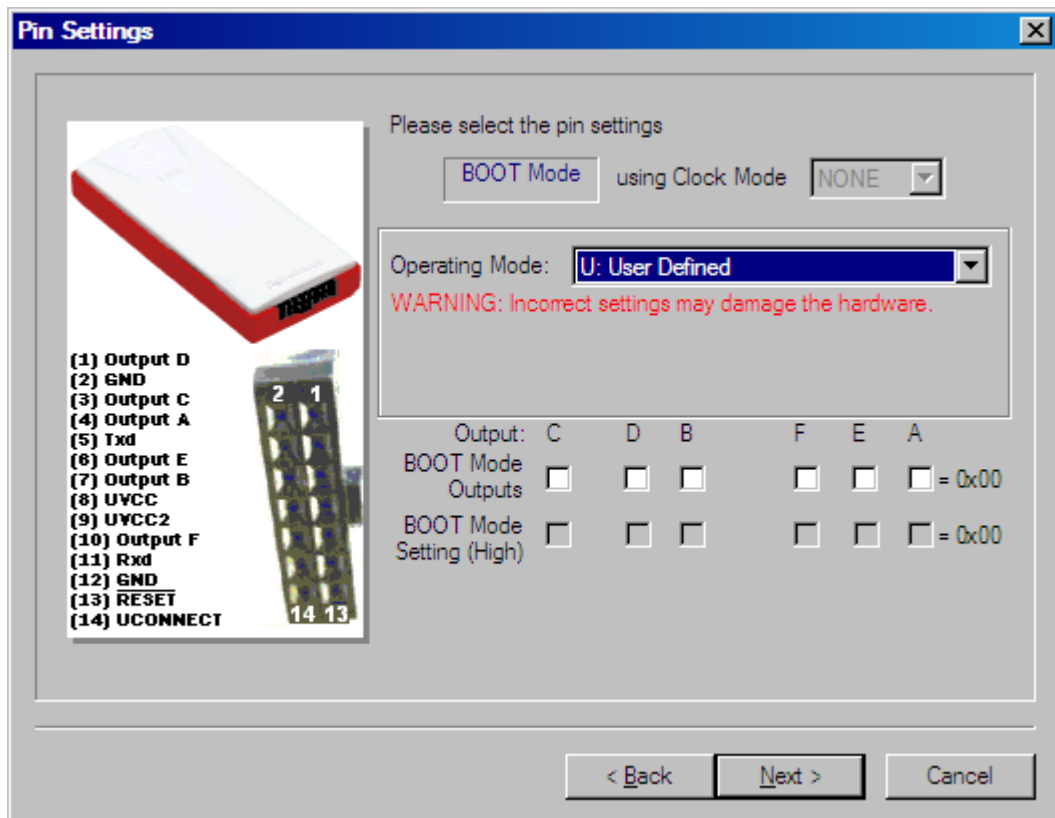 Pin Settings
Please select the pin settings
BOOT Mode using Clock Mode NONE
Operating Mode: U: User Defined
WARNING: Incorrect settings may damage the hardware.
(1) Output D
(2) GND
(3) Output C
(4) Output A
(5) Txd
(6) Output E
(7) Output B
(8) UVCC
(9) UVCC2
(10) Output F
(11) Rxd
(12) GND
(13) RESET
(14) UCONNECT
2 1
14 13
Output: C D B F E A
BOOT Mode
Outputs = 0x00
BOOT Mode
Setting (High) = 0x00
< Back Next > Cancel